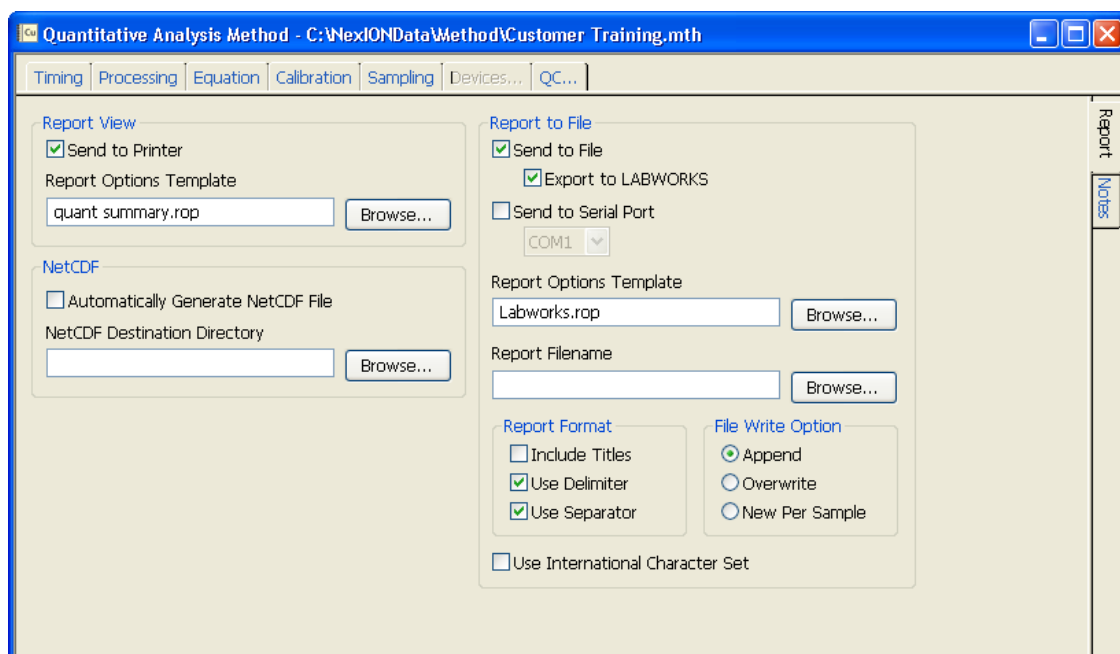 Quantitative Analysis Method - C:\NexIONData\Method\Customer Training.mth
Timing Processing Equation Calibration Sampling Devices... QC...
Report View
Send to Printer
Report Options Template
quant summary.rop Browse...
NetCDF
Automatically Generate NetCDF File
NetCDF Destination Directory
Browse...
Report to File
Send to File
Export to LABWORKS
Send to Serial Port
COM1
Report Options Template
Labworks.rop Browse...
Report Filename
Browse...
Report Format
Include Titles
Use Delimiter
Use Separator
File Write Option
Append
Overwrite
New Per Sample
Use International Character Set
Report
Notes